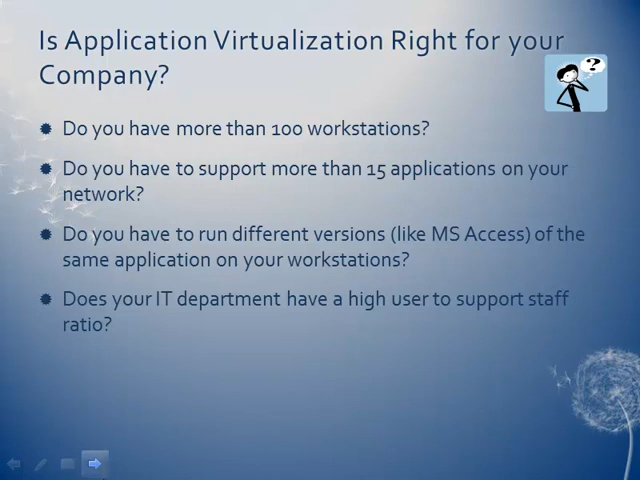 Is Application Virtualization Right for your
Company?
?
Do you have more than 100 workstations?
Do you have to support more than 15 applications on your
network?
Do you have to run different versions (like MS Access) of the
same application on your workstations?
Does your IT department have a high user to support staff
ratio?